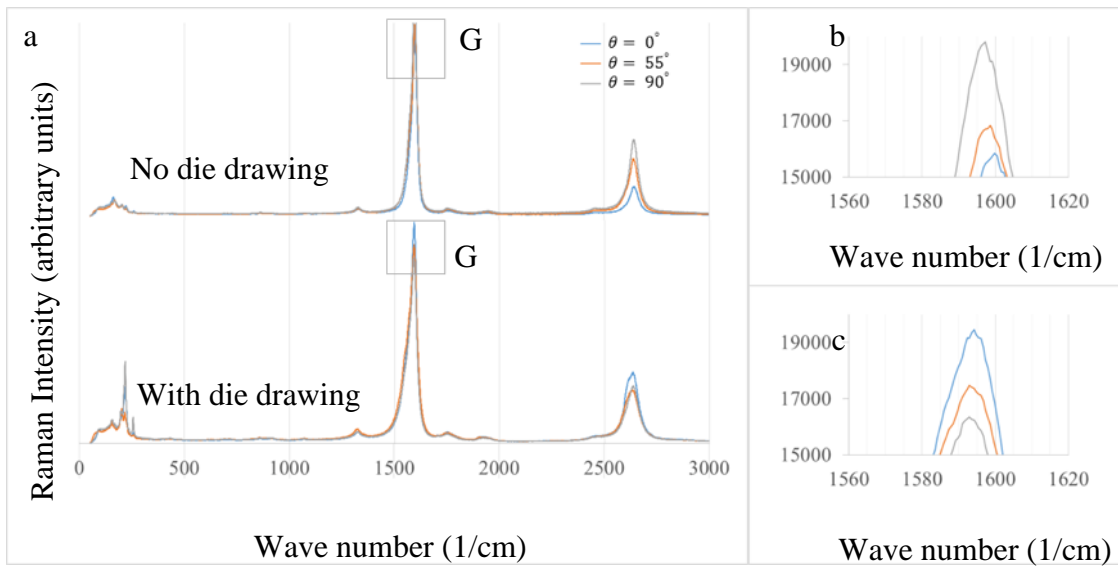 a
G
θ = 0°
θ = 55°
θ = 90°
No die drawing
G
With die drawing
Raman Intensity (arbitrary units)
0 500 1000 1500 2000 2500 3000
Wave number (1/cm)
b
19000
17000
15000
1560 1580 1600 1620
Wave number (1/cm)
c
19000
17000
15000
1560 1580 1600 1620
Wave number (1/cm)